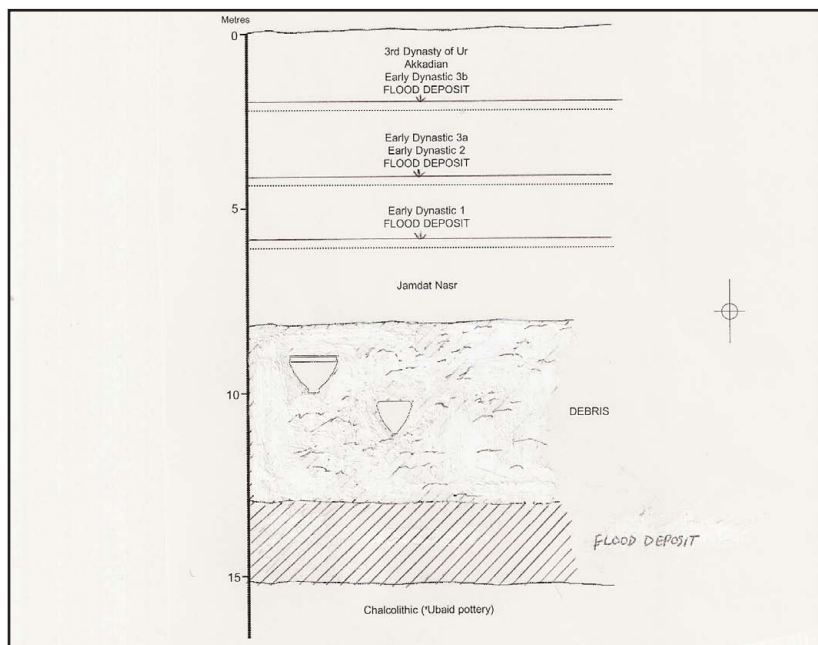 Metres
0
3rd Dynasty of Ur
Akkadian
Early Dynastic 3b
FLOOD DEPOSIT
Early Dynastic 3a
Early Dynastic 2
FLOOD DEPOSIT
5
Early Dynastic 1
FLOOD DEPOSIT
Jamdat Nasr
10
DEBRIS
FLOOD DEPOSIT
15
Chalcolithic ('Ubaid pottery)